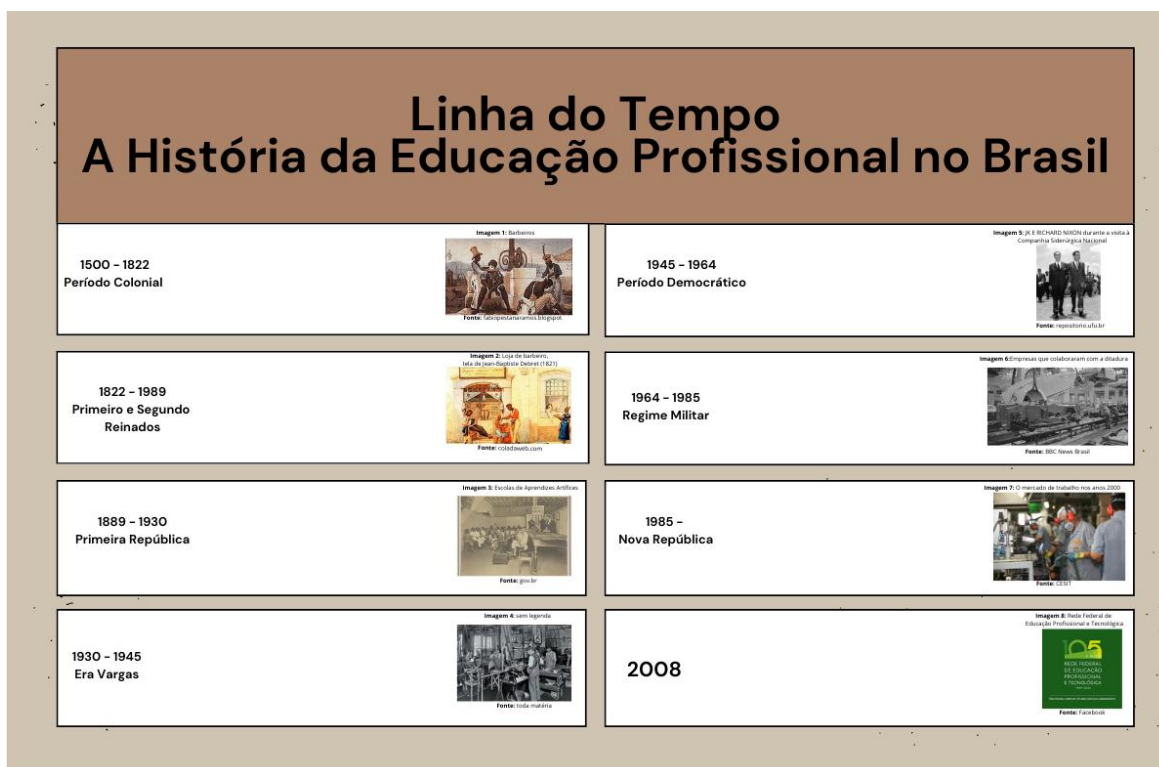 Linha do Tempo
A História da Educação Profissional no Brasil
1500 - 1822
Período Colonial
Imagem 1: Barbeiros
Fonte: fabiopestanaramos.blogspot
1822 - 1989
Primeiro e Segundo
Reinados
Imagem 2: Loja de barbeiro,
tela de Jean-Baptiste Debret (1821)
Fonte: coladaweb.com
1889 - 1930
Primeira República
Imagem 3: Escolas de Aprendizes Artífices
Fonte: gov.br
1930 - 1945
Era Vargas
Imagem 4: sem legenda
Fonte: toda matéria
1945 - 1964
Período Democrático
Imagem 5: JK E RICHARD NIXON durante a visita à
Companhia Siderúrgica Nacional
Fonte: repositorio.ufu.br
1964 - 1985
Regime Militar
Imagem 6:Empresas que colaboraram com a ditadura
Fonte: BBC News Brasil
1985 -
Nova República
Imagem 7: O mercado de trabalho nos anos 2000
Fonte: CESIT
2008
Imagem 8: Rede Federal de
Educação Profissional e Tecnológica
105
REDE FEDERAL
DE EDUCAÇÃO
PROFISSIONAL
E TECNOLÓGICA
Fonte: Facebook